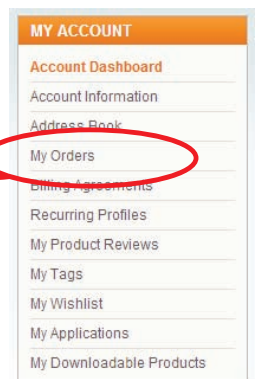 MY ACCOUNT
Account Dashboard
Account Information
Address Book
My Orders
Billing Agreements
Recurring Profiles
My Product Reviews
My Tags
My Wishlist
My Applications
My Downloadable Products